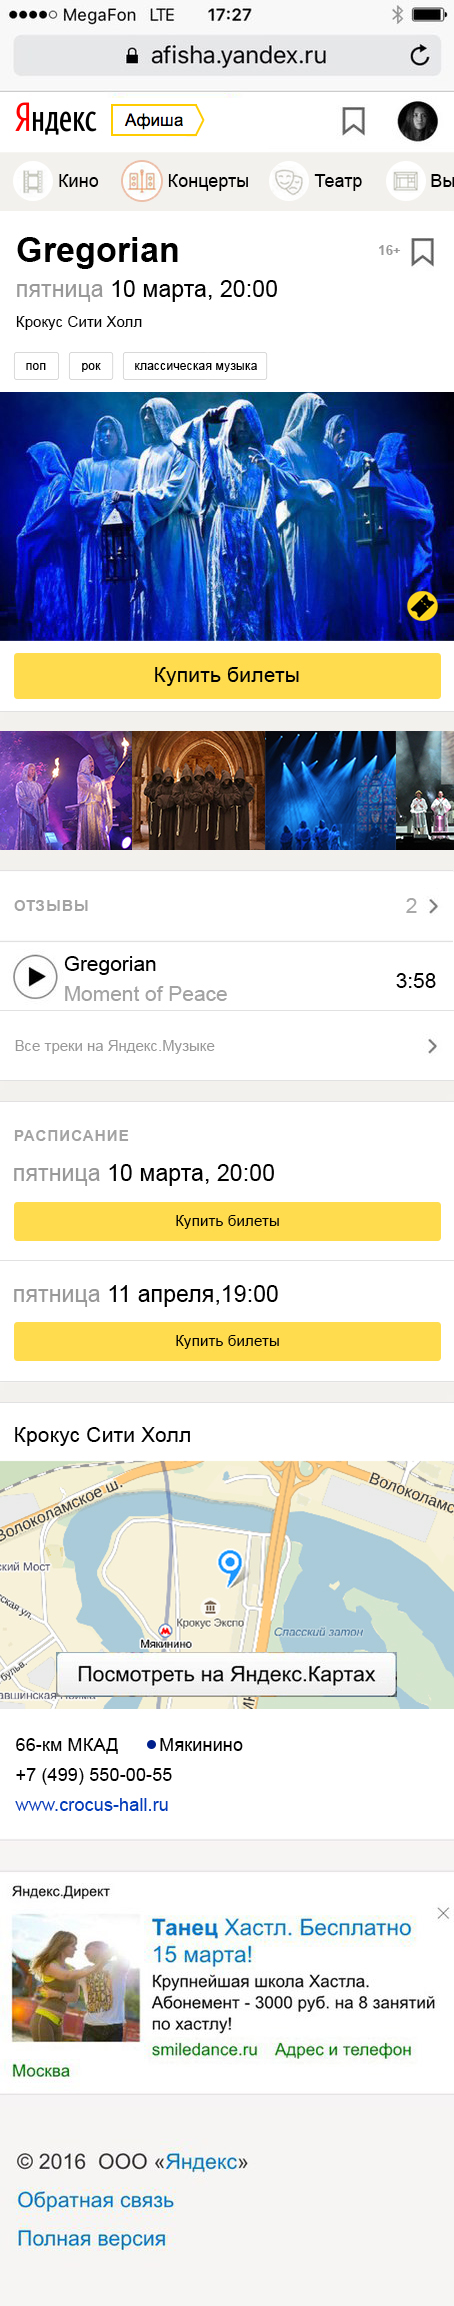 MegaFon LTE 17:27
afisha.yandex.ru
Яндекс Афиша
Кино Концерты Театр Вы
Gregorian 16+
пятница 10 марта, 20:00
Крокус Сити Холл
поп рок классическая музыка
Купить билеты
ОТЗЫВЫ 2
Gregorian
Moment of Peace 3:58
Все треки на Яндекс.Музыке
РАСПИСАНИЕ
пятница 10 марта, 20:00
Купить билеты
пятница 11 апреля,19:00
Купить билеты
Крокус Сити Холл
Волоколамское ш.
Волоколамс
ский Мост
Крокус Экспо
Спасский затон
Мякинино
Посмотреть на Яндекс.Картах
66-км МКАД Мякинино
+7 (499) 550-00-55
www.crocus-hall.ru
Яндекс.Директ
Танец Хастл. Бесплатно
15 марта!
Крупнейшая школа Хастла.
Абонемент - 3000 руб. на 8 занятий
по хастлу!
smiledance.ru Адрес и телефон
Москва
© 2016 ООО «Яндекс»
Обратная связь
Полная версия